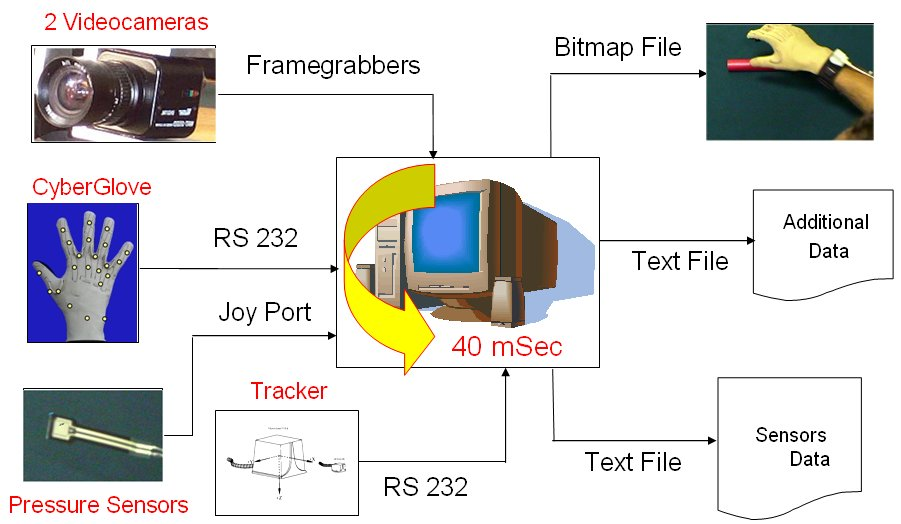 2 Videocameras
Framegrabbers
Bitmap File
CyberGlove
RS 232
Joy Port
Additional
Data
Text File
40 mSec
Tracker
Pressure Sensors
RS 232
Text File
Sensors
Data